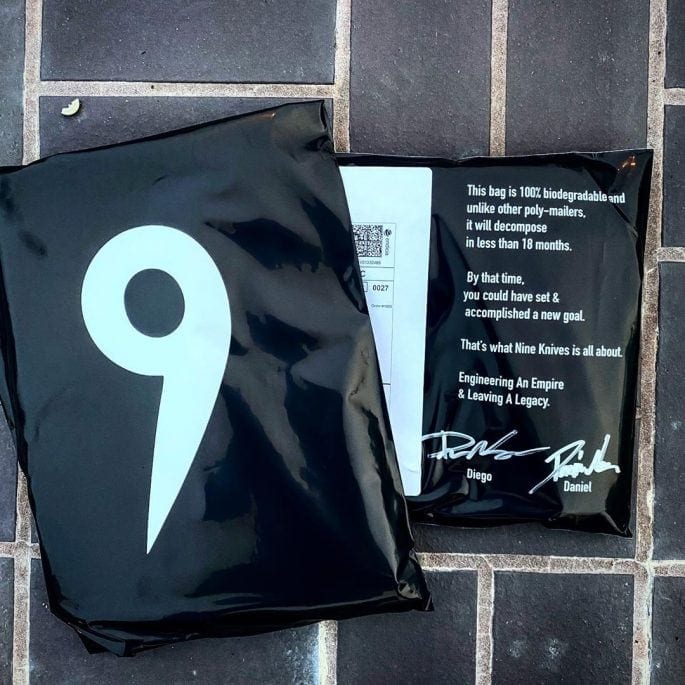 9
endcia
0027
This bag is 100% biodegradable and
unlike other poly-mailers,
it will decompose
in less than 18 months.
By that time,
you could have set &
accomplished a new goal.
That's what Nine Knives is all about.
Engineering An Empire
& Leaving A Legacy.
Diego
Daniel